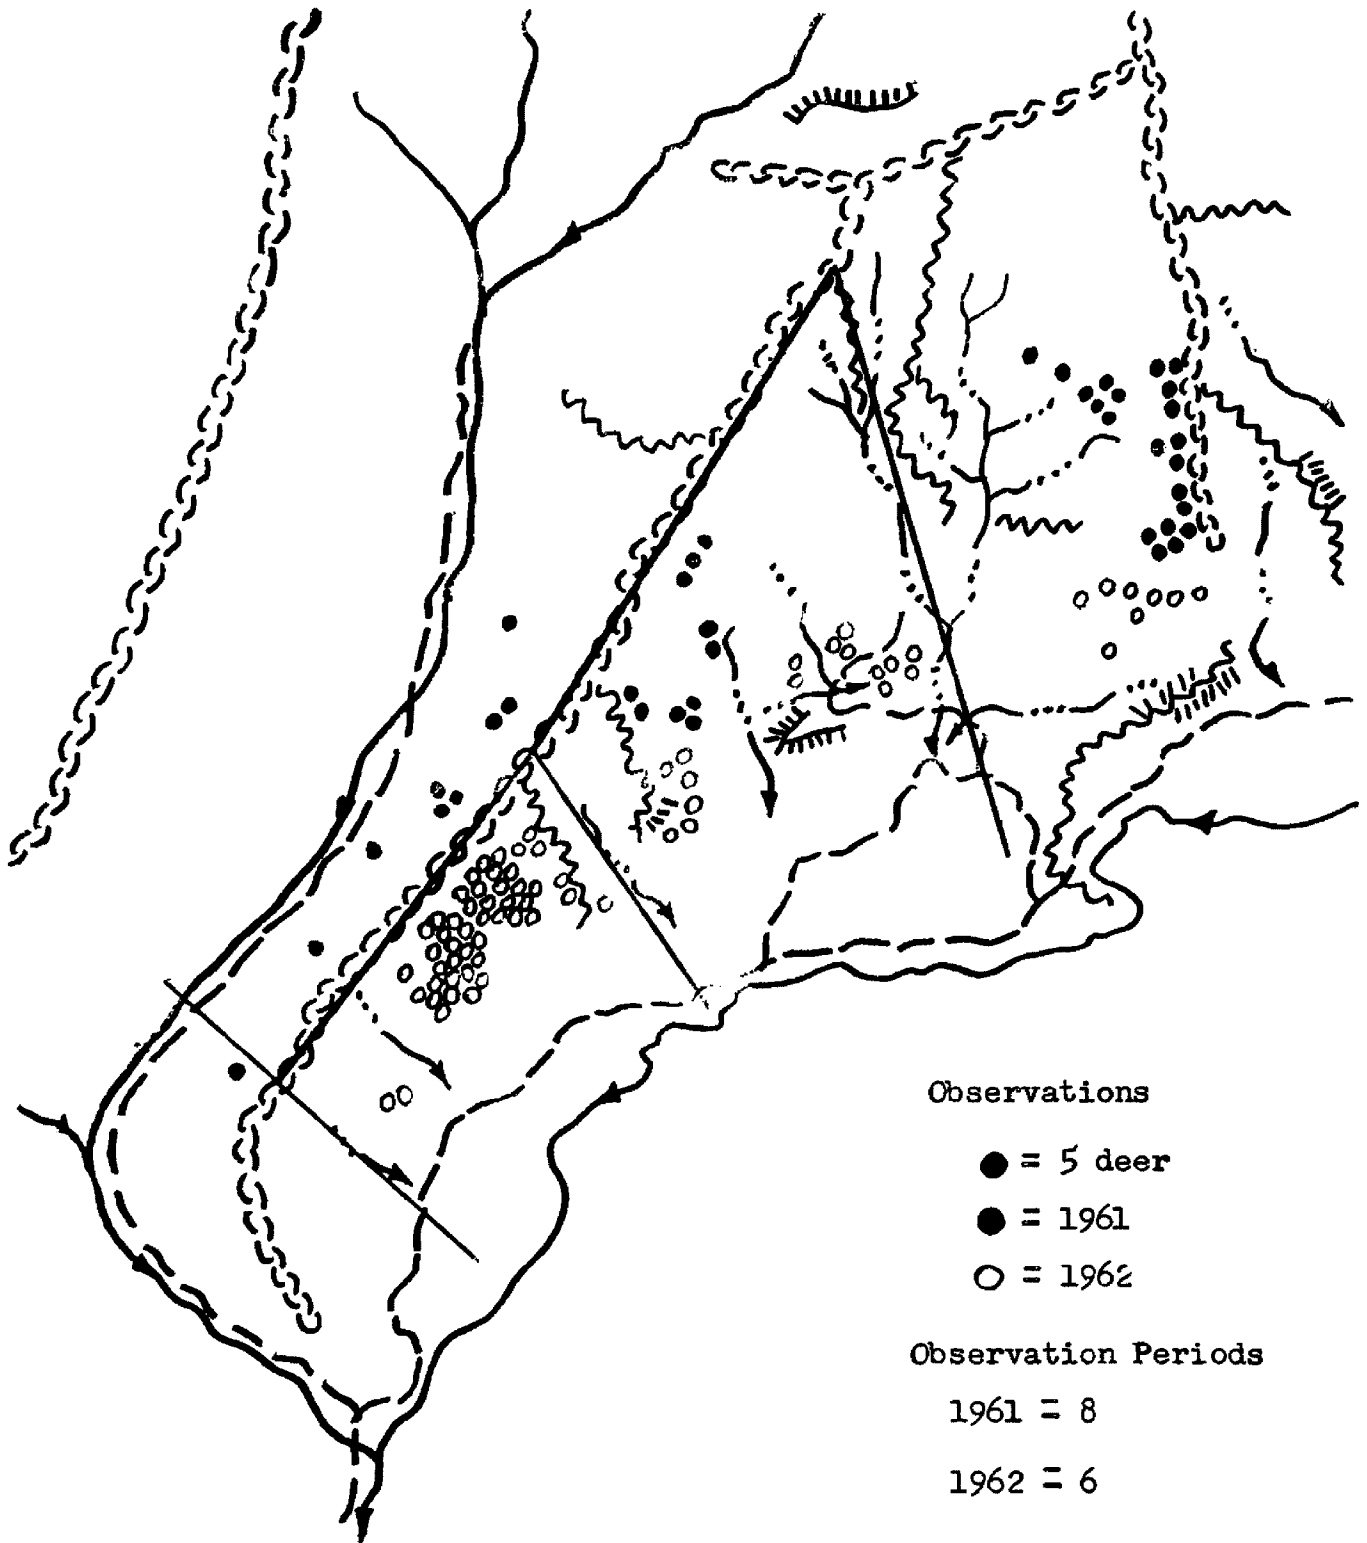 Observations
● = 5 deer
● = 1961
○ = 1962
Observation Periods
1961 = 8
1962 = 6